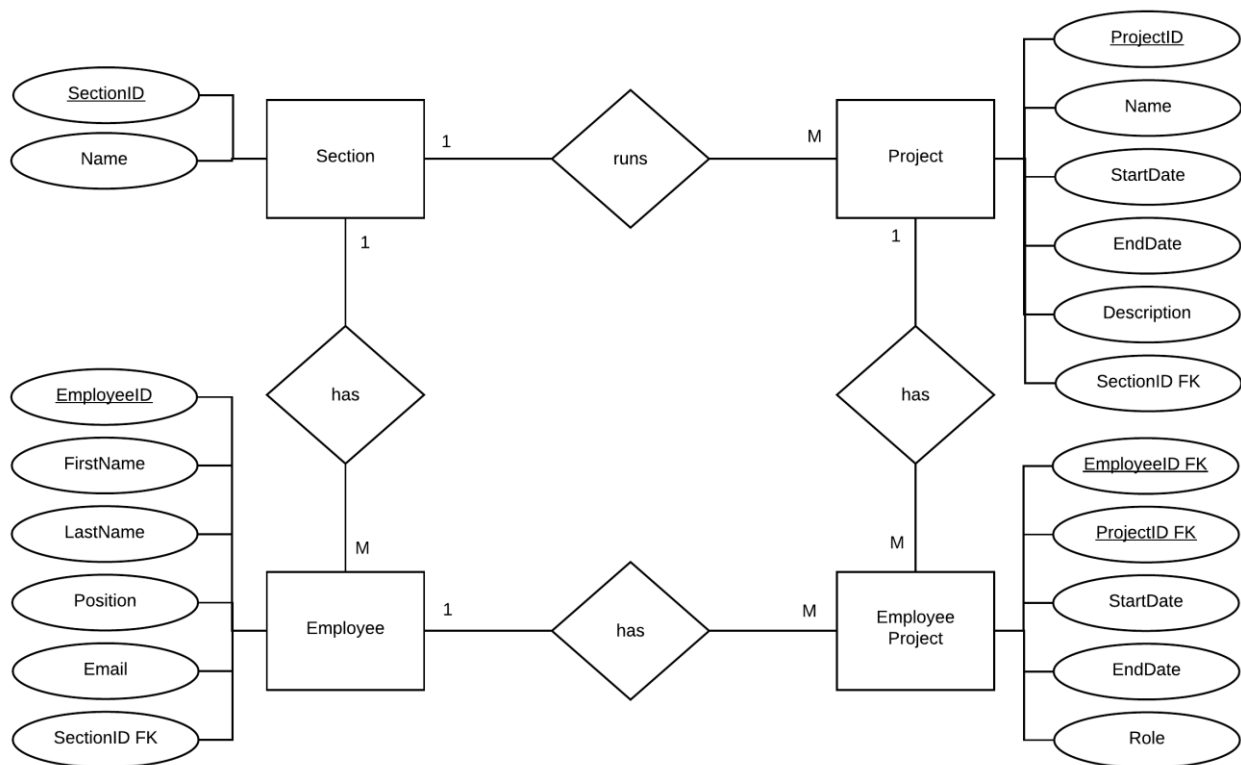 ProjectID
SectionID
Name
Name
Section
1
runs
M
Project
StartDate
1
1
EndDate
Description
SectionID FK
EmployeeID
has
has
FirstName
EmployeeID FK
LastName
ProjectID FK
M
M
Position
StartDate
Employee
1
has
M
Employee
Project
Email
EndDate
SectionID FK
Role